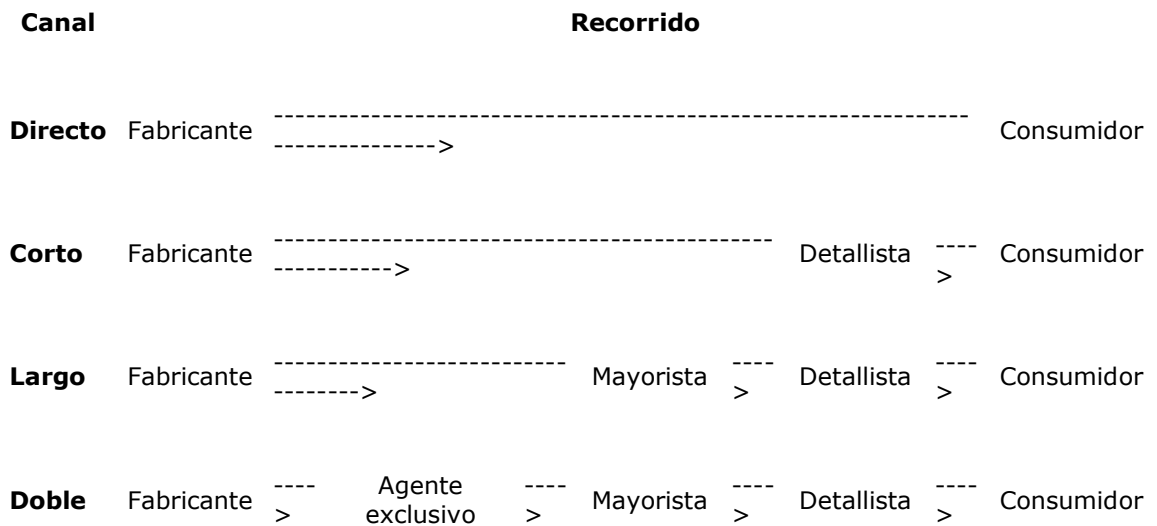 Canal Recorrido
Directo Fabricante ---------------------------------------------------------------- Consumidor
--------------->
Corto Fabricante ---------------------------------------------- Detallista ---- Consumidor
-----------> >
Largo Fabricante --------------------------- Mayorista ---- Detallista ---- Consumidor
--------> > >
Doble Fabricante ----> Agente exclusivo ----> Mayorista ----> Detallista ----> Consumidor